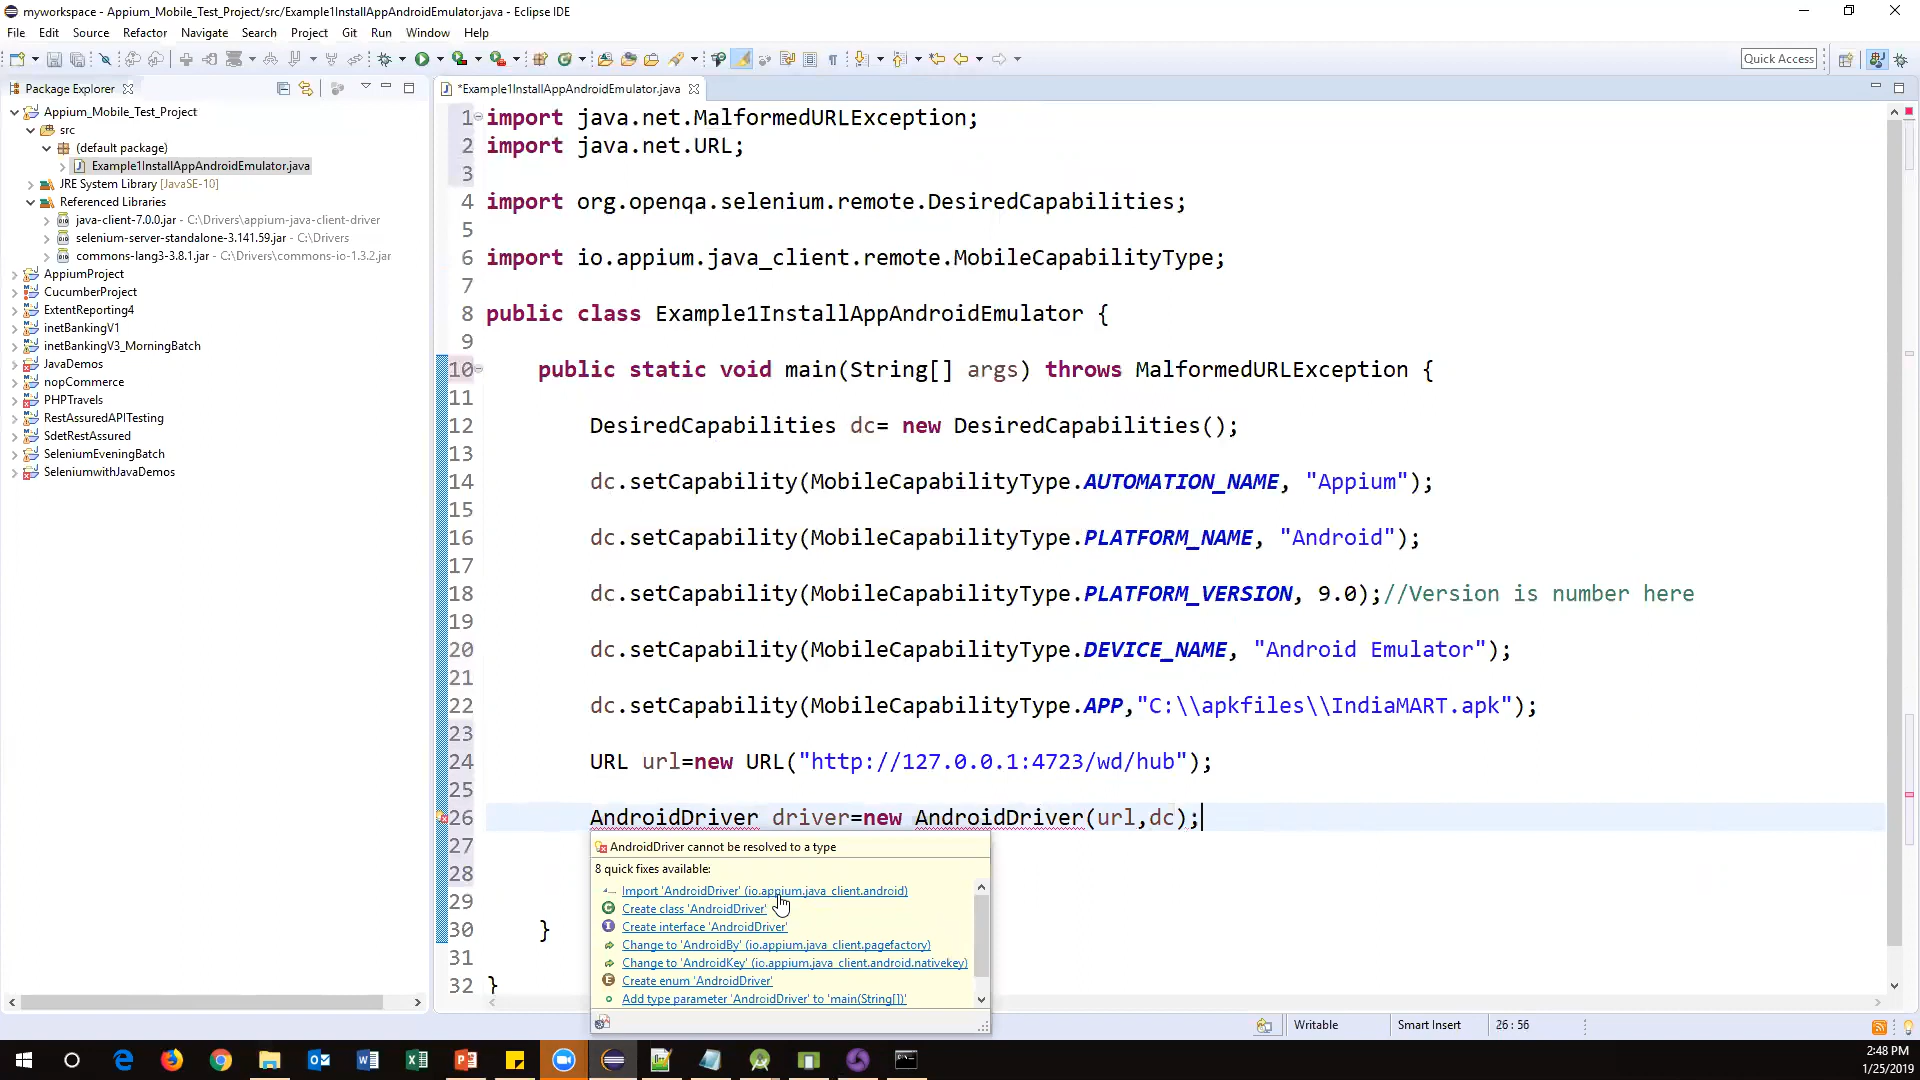 myworkspace - Appium_Mobile_Test_Project/src/Example1InstallAppAndroidEmulator.java - Eclipse IDE
File Edit Source Refactor Navigate Search Project Git Run Window Help
Quick Access
Package Explorer
*Example1InstallAppAndroidEmulator.java
Appium_Mobile_Test_Project
src
(default package)
Example1InstallAppAndroidEmulator.java
JRE System Library [JavaSE-10]
Referenced Libraries
java-client-7.0.0.jar - C:\Drivers\appium-java-client-driver
selenium-server-standalone-3.141.59.jar - C:\Drivers
commons-lang3-3.8.1.jar - C:\Drivers\commons-io-1.3.2.jar
AppiumProject
CucumberProject
ExtentReporting4
inetBankingV1
inetBankingV3_MorningBatch
JavaDemos
nopCommerce
PHPTravels
RestAssuredAPITesting
SdetRestAssured
SeleniumEveningBatch
SeleniumwithJavaDemos
1 import java.net.MalformedURLException;
2 import java.net.URL;
3
4 import org.openqa.selenium.remote.DesiredCapabilities;
5
6 import io.appium.java_client.remote.MobileCapabilityType;
7
8 public class Example1InstallAppAndroidEmulator {
9
10 public static void main(String[] args) throws MalformedURLException {
11
12 DesiredCapabilities dc= new DesiredCapabilities();
13
14 dc.setCapability(MobileCapabilityType.AUTOMATION_NAME, "Appium");
15
16 dc.setCapability(MobileCapabilityType.PLATFORM_NAME, "Android");
17
18 dc.setCapability(MobileCapabilityType.PLATFORM_VERSION, 9.0);//Version is number here
19
20 dc.setCapability(MobileCapabilityType.DEVICE_NAME, "Android Emulator");
21
22 dc.setCapability(MobileCapabilityType.APP,"C:\\apkfiles\\IndiaMART.apk");
23
24 URL url=new URL("http://127.0.0.1:4723/wd/hub");
25
26 AndroidDriver driver=new AndroidDriver(url,dc);
27
28
29
30 }
31
32 }
AndroidDriver cannot be resolved to a type
8 quick fixes available:
Import 'AndroidDriver' (io.appium.java_client.android)
Create class 'AndroidDriver'
Create interface 'AndroidDriver'
Change to 'AndroidBy' (io.appium.java_client.pagefactory)
Change to 'AndroidKey' (io.appium.java_client.android.nativekey)
Create enum 'AndroidDriver'
Add type parameter 'AndroidDriver' to 'main(String[])'
Writable Smart Insert 26 : 56
2:48 PM
1/25/2019